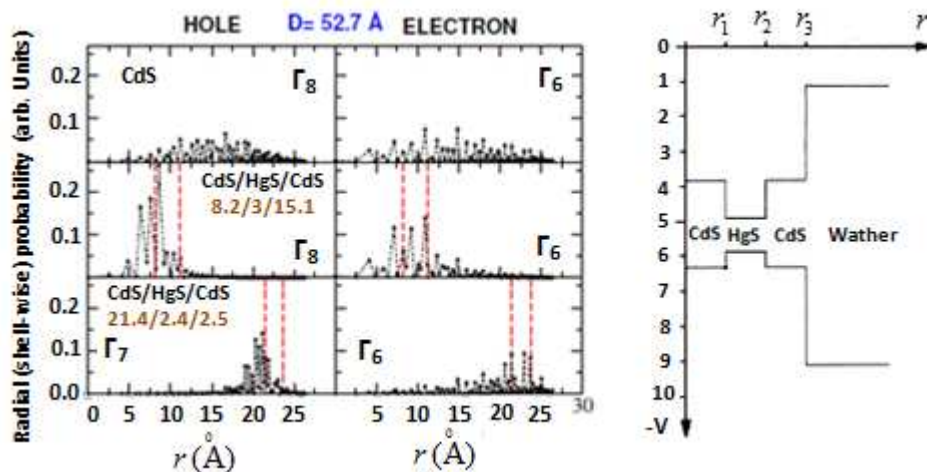 HOLE D= 52.7 Å ELECTRON
Radial (shell-wise) probability (arb. Units)
0.2
0.1
CdS
Γ8
Γ6
0.2
0.1
CdS/HgS/CdS
8.2/3/15.1
Γ8
Γ6
0.2
0.1
0.0
CdS/HgS/CdS
21.4/2.4/2.5
Γ7
Γ6
0 5 10 15 20 25
5 10 15 20 25 30
r (Å)
r (Å)
r1 r2 r3 r
0
1
2
3
4
5
6
7
8
9
10
-V
CdS HgS CdS Wather